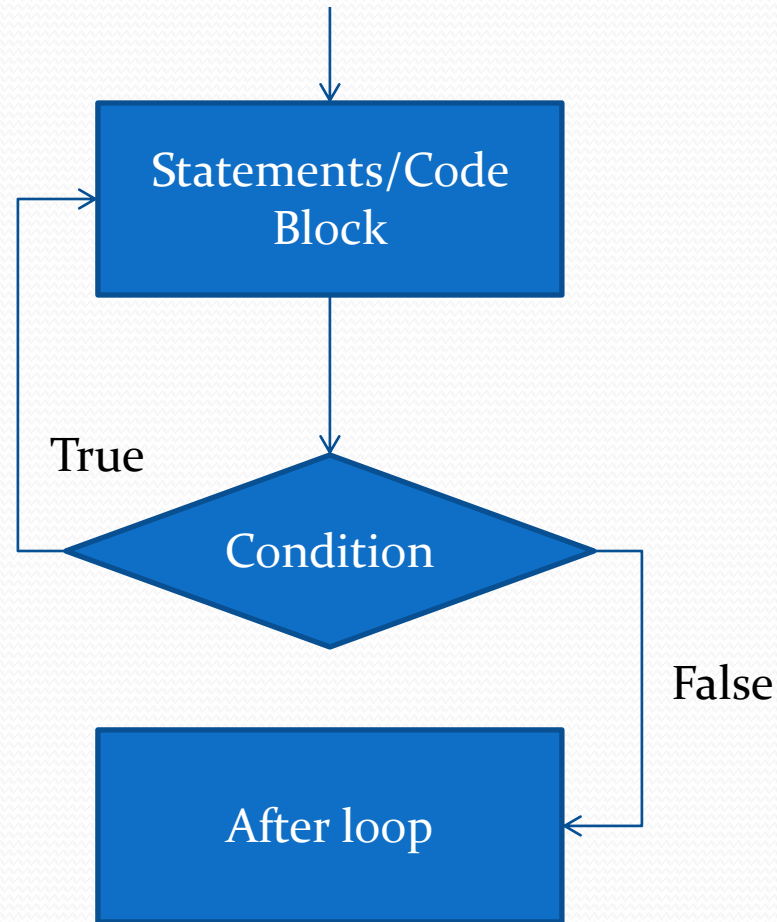 Statements/Code
Block
True
Condition
False
After loop